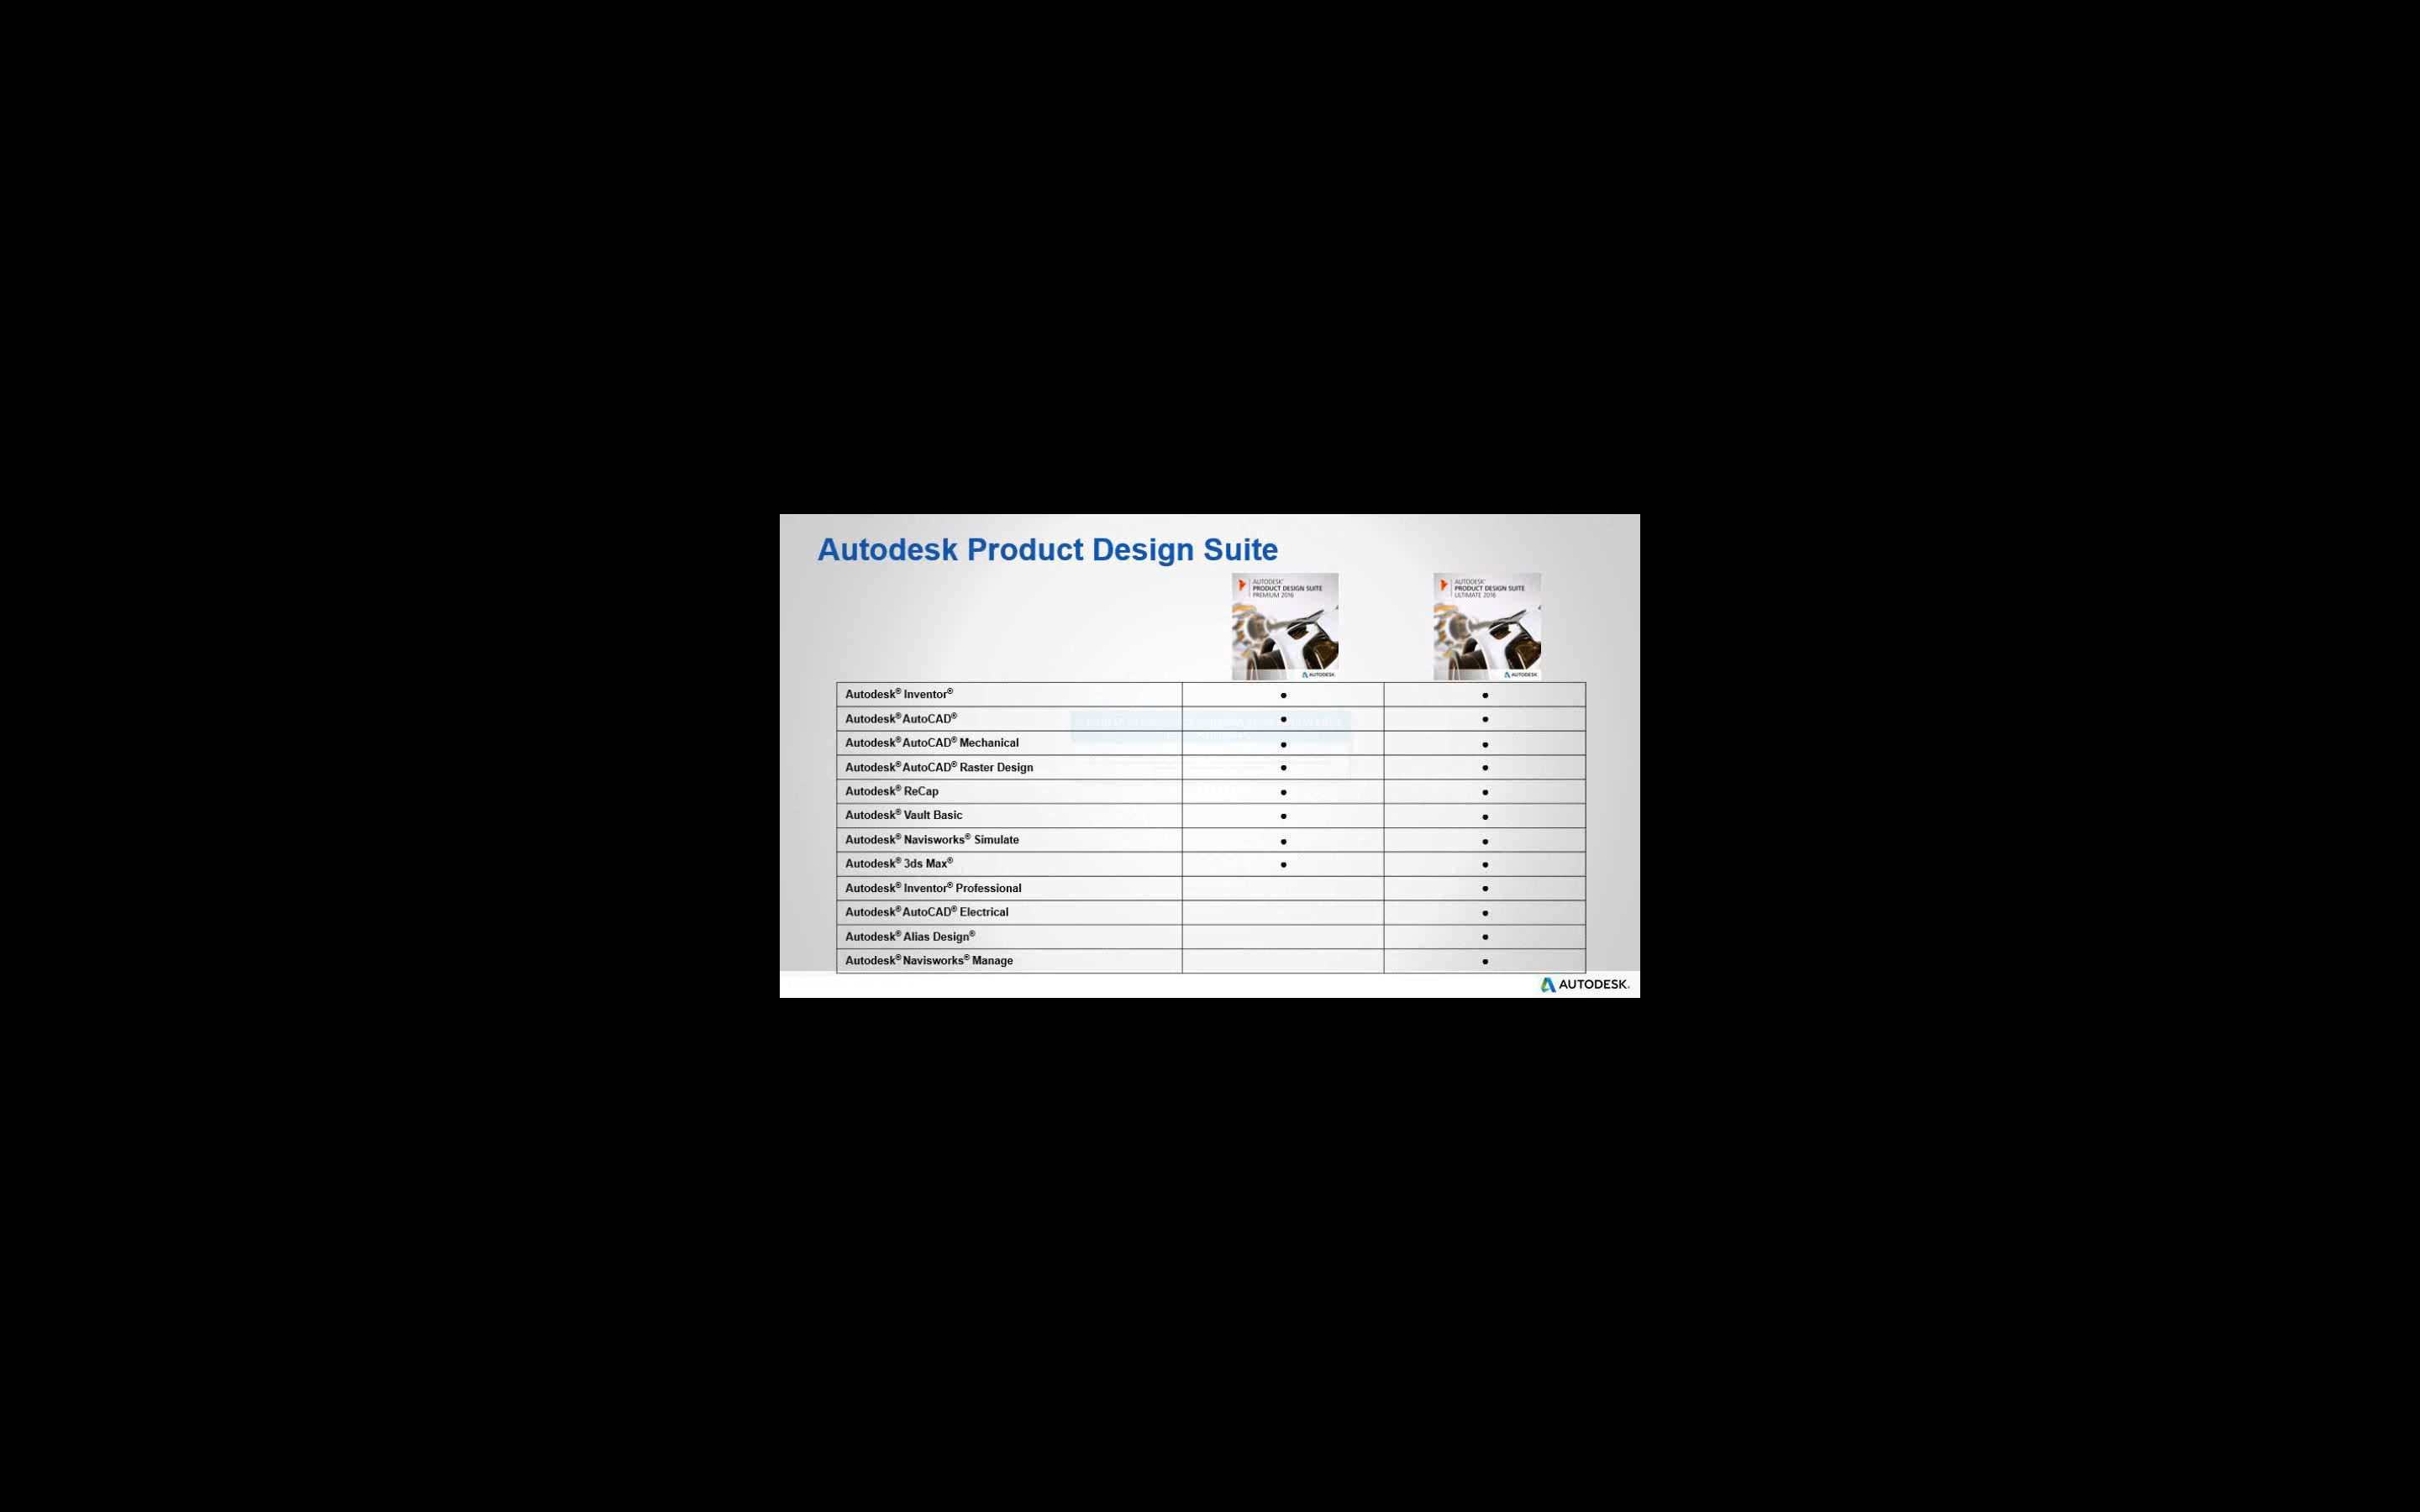 Autodesk Product Design Suite
AUTODESK®
PRODUCT DESIGN SUITE
PREMIUM 2016
AUTODESK
AUTODESK®
PRODUCT DESIGN SUITE
ULTIMATE 2016
AUTODESK
Autodesk® Inventor® • •
Autodesk® AutoCAD® • •
Autodesk® AutoCAD® Mechanical • •
Autodesk® AutoCAD® Raster Design • •
Autodesk® ReCap • •
Autodesk® Vault Basic • •
Autodesk® Navisworks® Simulate • •
Autodesk® 3ds Max® • •
Autodesk® Inventor® Professional •
Autodesk® AutoCAD® Electrical •
Autodesk® Alias Design® •
Autodesk® Navisworks® Manage •
AUTODESK®